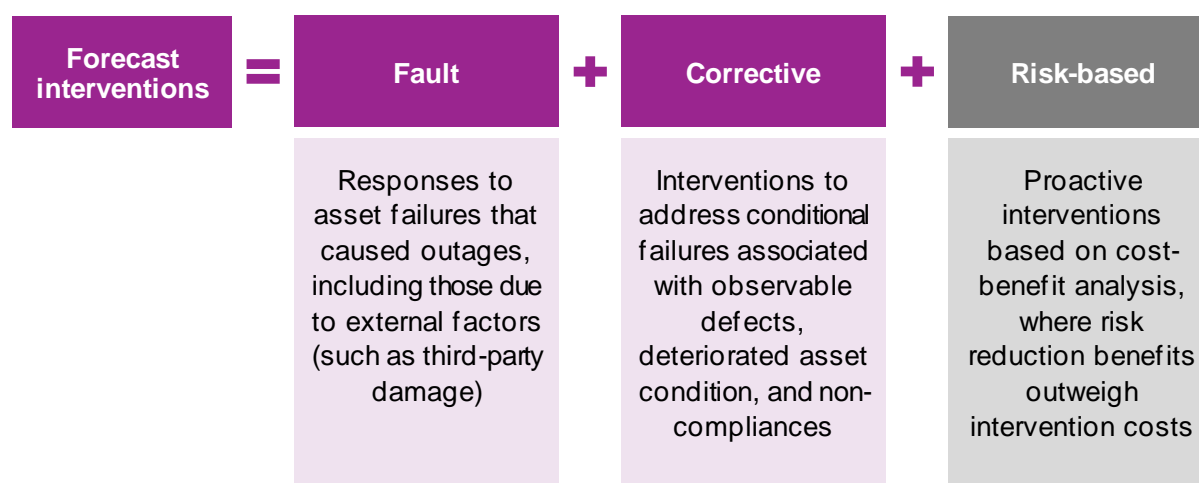 Forecast
interventions
=
Fault
+
Corrective
+
Risk-based
Responses to
asset failures that
caused outages,
including those due
to external factors
(such as third-party
damage)
Interventions to
address conditional
failures associated
with observable
defects,
deteriorated asset
condition, and non-
compliances
Proactive
interventions
based on cost-
benefit analysis,
where risk
reduction benefits
outweigh
intervention costs